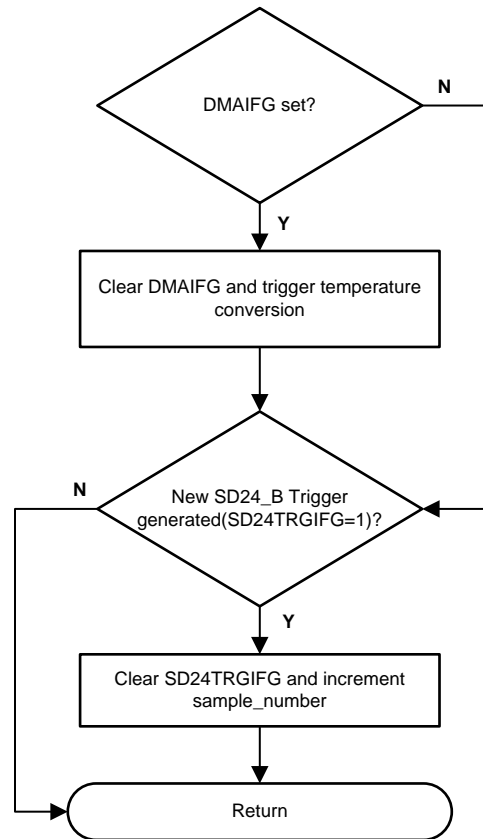 DMAIFG set?
N
Y
Clear DMAIFG and trigger temperature
conversion
N
New SD24_B Trigger
generated(SD24TRGIFG=1)?
Y
Clear SD24TRGIFG and increment
sample_number
Return